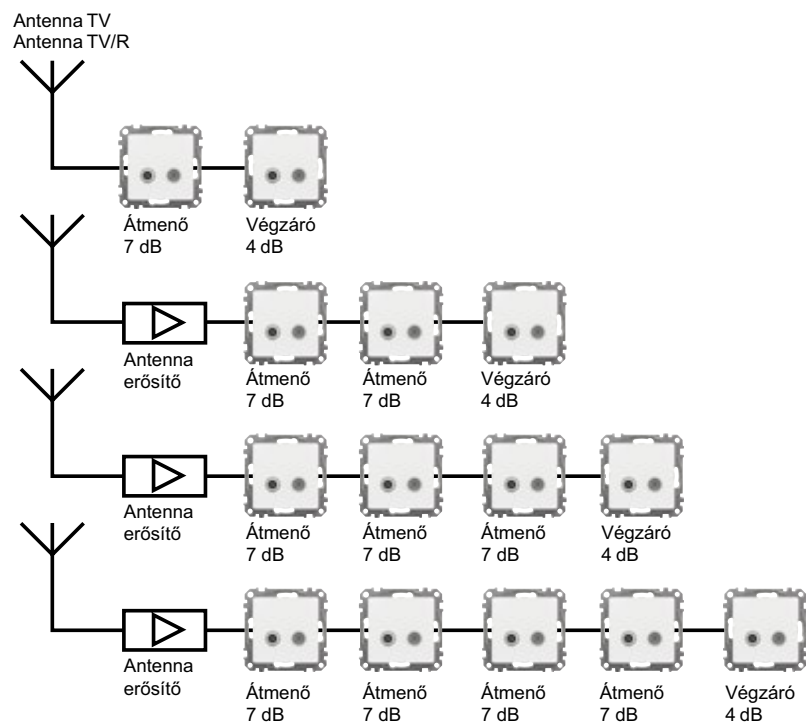 Antenna TV
Antenna TV/R
Átmenő
7 dB
Végzáró
4 dB
Antenna
erősítő
Átmenő
7 dB
Átmenő
7 dB
Végzáró
4 dB
Antenna
erősítő
Átmenő
7 dB
Átmenő
7 dB
Átmenő
7 dB
Végzáró
4 dB
Antenna
erősítő
Átmenő
7 dB
Átmenő
7 dB
Átmenő
7 dB
Átmenő
7 dB
Végzáró
4 dB